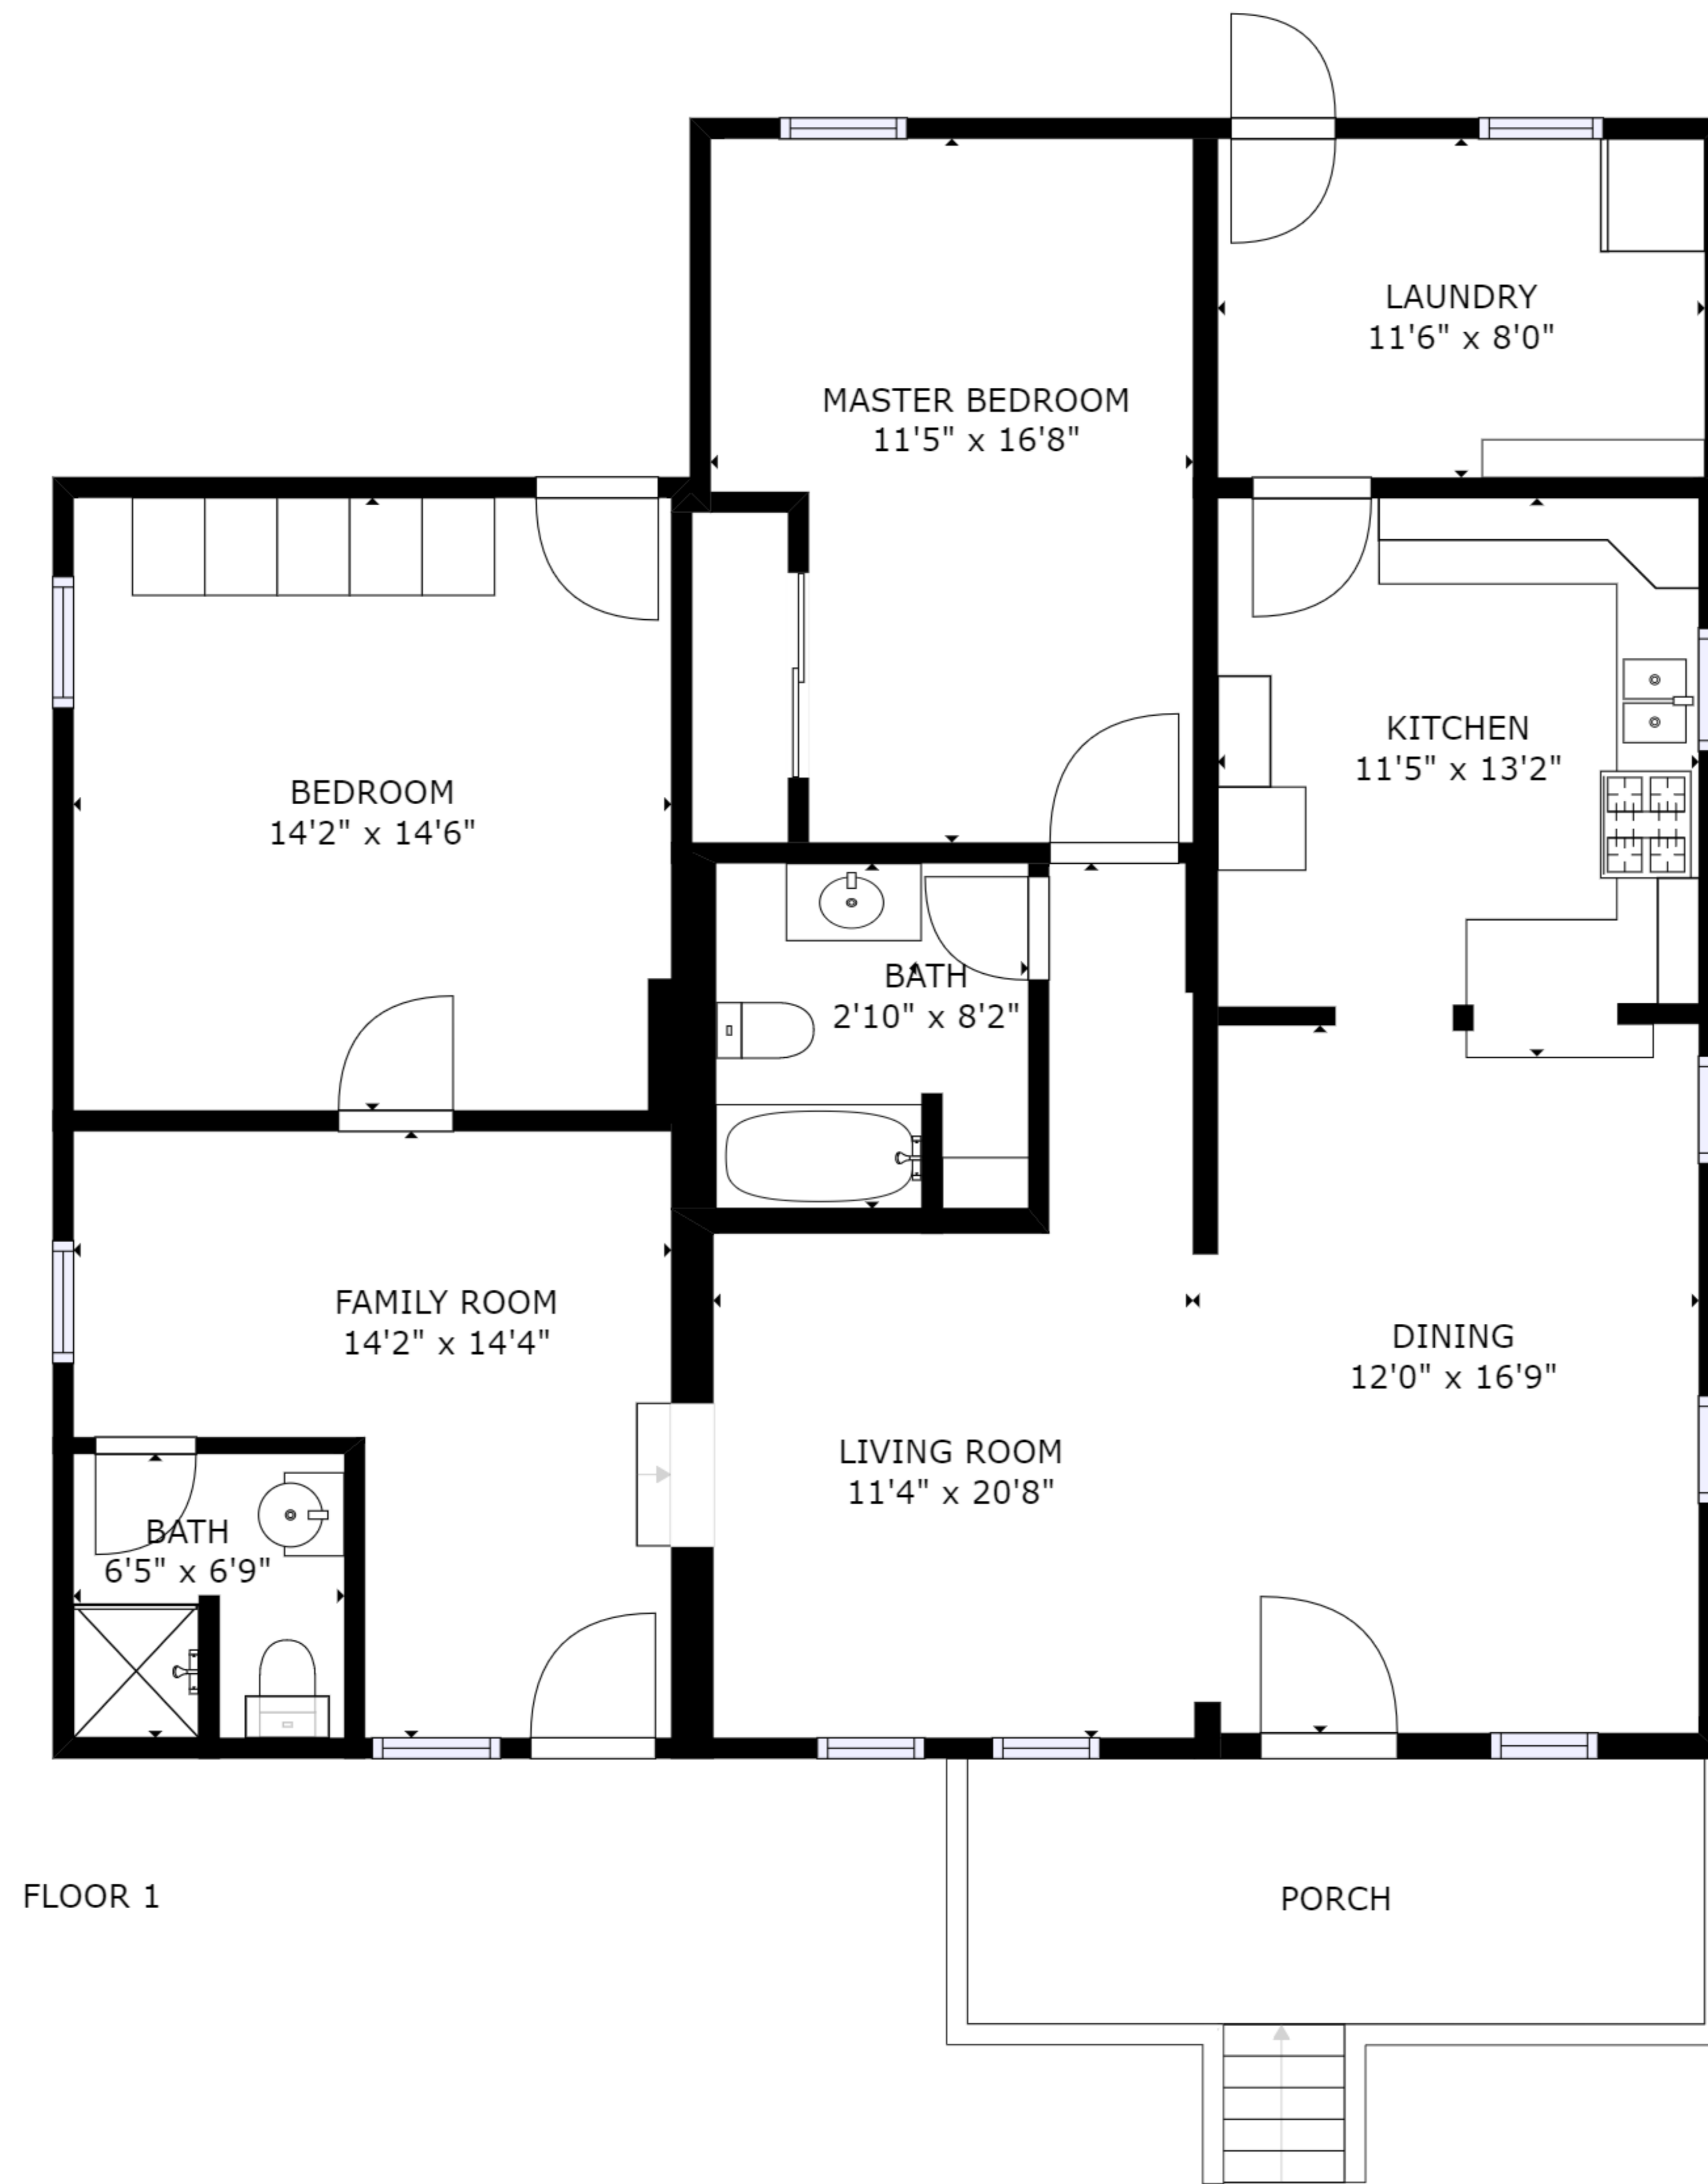 LAUNDRY
11'6" x 8'0"
MASTER BEDROOM
11'5" x 16'8"
KITCHEN
11'5" x 13'2"
BEDROOM
14'2" x 14'6"
BATH
2'10" x 8'2"
FAMILY ROOM
14'2" x 14'4"
DINING
12'0" x 16'9"
LIVING ROOM
11'4" x 20'8"
BATH
6'5" x 6'9"
FLOOR 1
PORCH